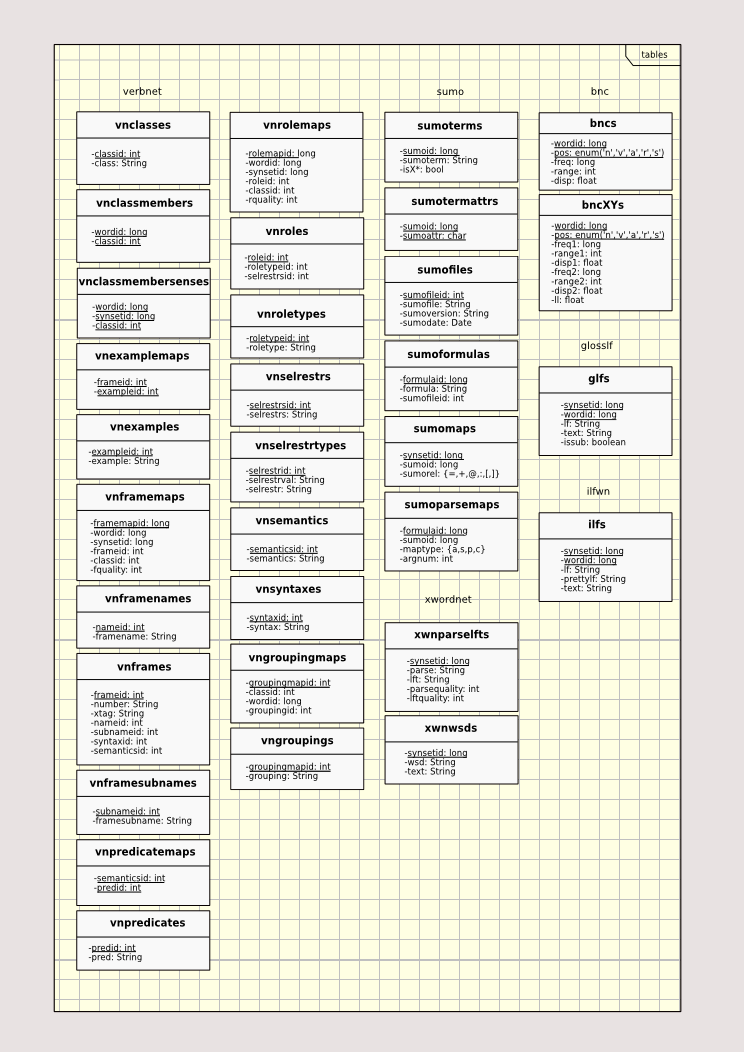 tables
verbnet
vnclasses
-classid: int
-class: String
vnclassmembers
-wordid: long
-classid: int
vnclassmembersenses
-wordid: long
-synsetid: long
-classid: int
vnexamplemaps
-frameid: int
-exampleid: int
vnexamples
-exampleid: int
-example: String
vnframemaps
-framemapid: long
-wordid: long
-synsetid: long
-frameid: int
-classid: int
-fquality: int
vnframenames
-nameid: int
-framename: String
vnframes
-frameid: int
-number: String
-xtag: String
-nameid: int
-subnameid: int
-syntaxid: int
-semanticsid: int
vnframesubnames
-subnameid: int
-framesubname: String
vnpredicatemaps
-semanticsid: int
-predid: int
vnpredicates
-predid: int
-pred: String
vnrolemaps
-rolemapid: long
-wordid: long
-synsetid: long
-roleid: int
-classid: int
-rquality: int
vnroles
-roleid: int
-roletypeid: int
-selrestrsid: int
vnroletypes
-roletypeid: int
-roletype: String
vnselrestrs
-selrestrsid: int
-selrestrs: String
vnselrestrtypes
-selrestrid: int
-selrestrval: String
-selrestr: String
vnsemantics
-semanticsid: int
-semantics: String
vnsyntaxes
-syntaxid: int
-syntax: String
vngroupingmaps
-groupingmapid: int
-classid: int
-wordid: long
-groupingid: int
vngroupings
-groupingmapid: int
-grouping: String
sumo
sumoterms
-sumoid: long
-sumoterm: String
-isX*: bool
sumotermattrs
-sumoid: long
-sumoattr: char
sumofiles
-sumofileid: int
-sumofile: String
-sumoversion: String
-sumodate: Date
sumoformulas
-formulaid: long
-formula: String
-sumofileid: int
sumomaps
-synsetid: long
-sumoid: long
-sumorel: {=,+,@,:,[,]}
sumoparsemaps
-formulaid: long
-sumoid: long
-maptype: {a,s,p,c}
-argnum: int
xwordnet
xwnparselfts
-synsetid: long
-parse: String
-lft: String
-parsequality: int
-lftquality: int
xwnwsds
-synsetid: long
-wsd: String
-text: String
bnc
bncs
-wordid: long
-pos: enum('n','v','a','r','s')
-freq: long
-range: int
-disp: float
bncXYs
-wordid: long
-pos: enum('n','v','a','r','s')
-freq1: long
-range1: int
-disp1: float
-freq2: long
-range2: int
-disp2: float
-ll: float
glosslf
glfs
-synsetid: long
-wordid: long
-lf: String
-text: String
-issub: boolean
ilfwn
ilfs
-synsetid: long
-wordid: long
-lf: String
-prettylf: String
-text: String